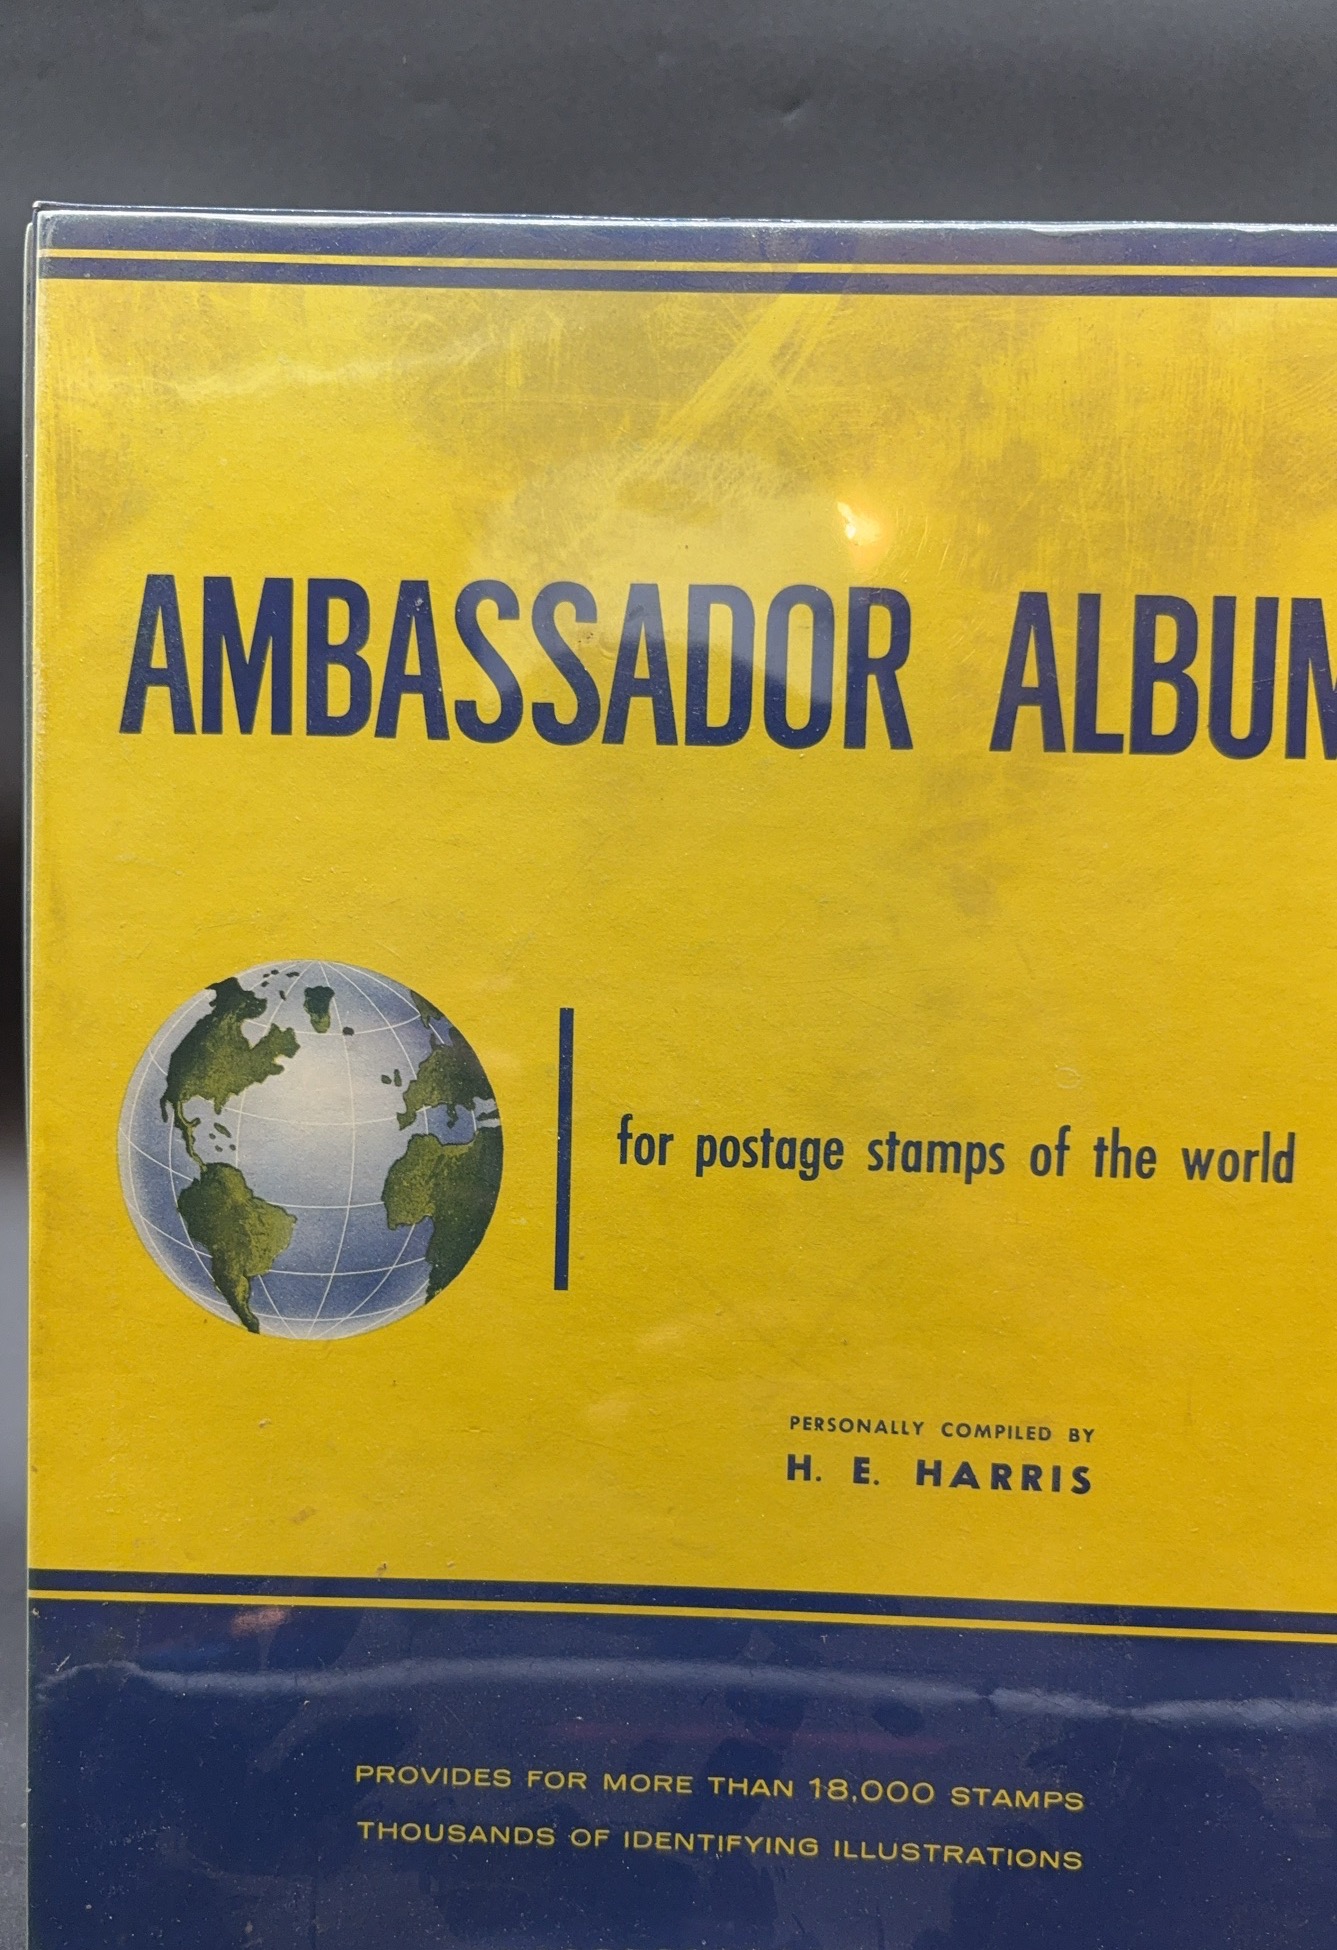 AMBASSADOR ALBUM
for postage stamps of the world
PERSONALLY COMPILED BY
H. E. HARRIS
PROVIDES FOR MORE THAN 18,000 STAMPS
THOUSANDS OF IDENTIFYING ILLUSTRATIONS